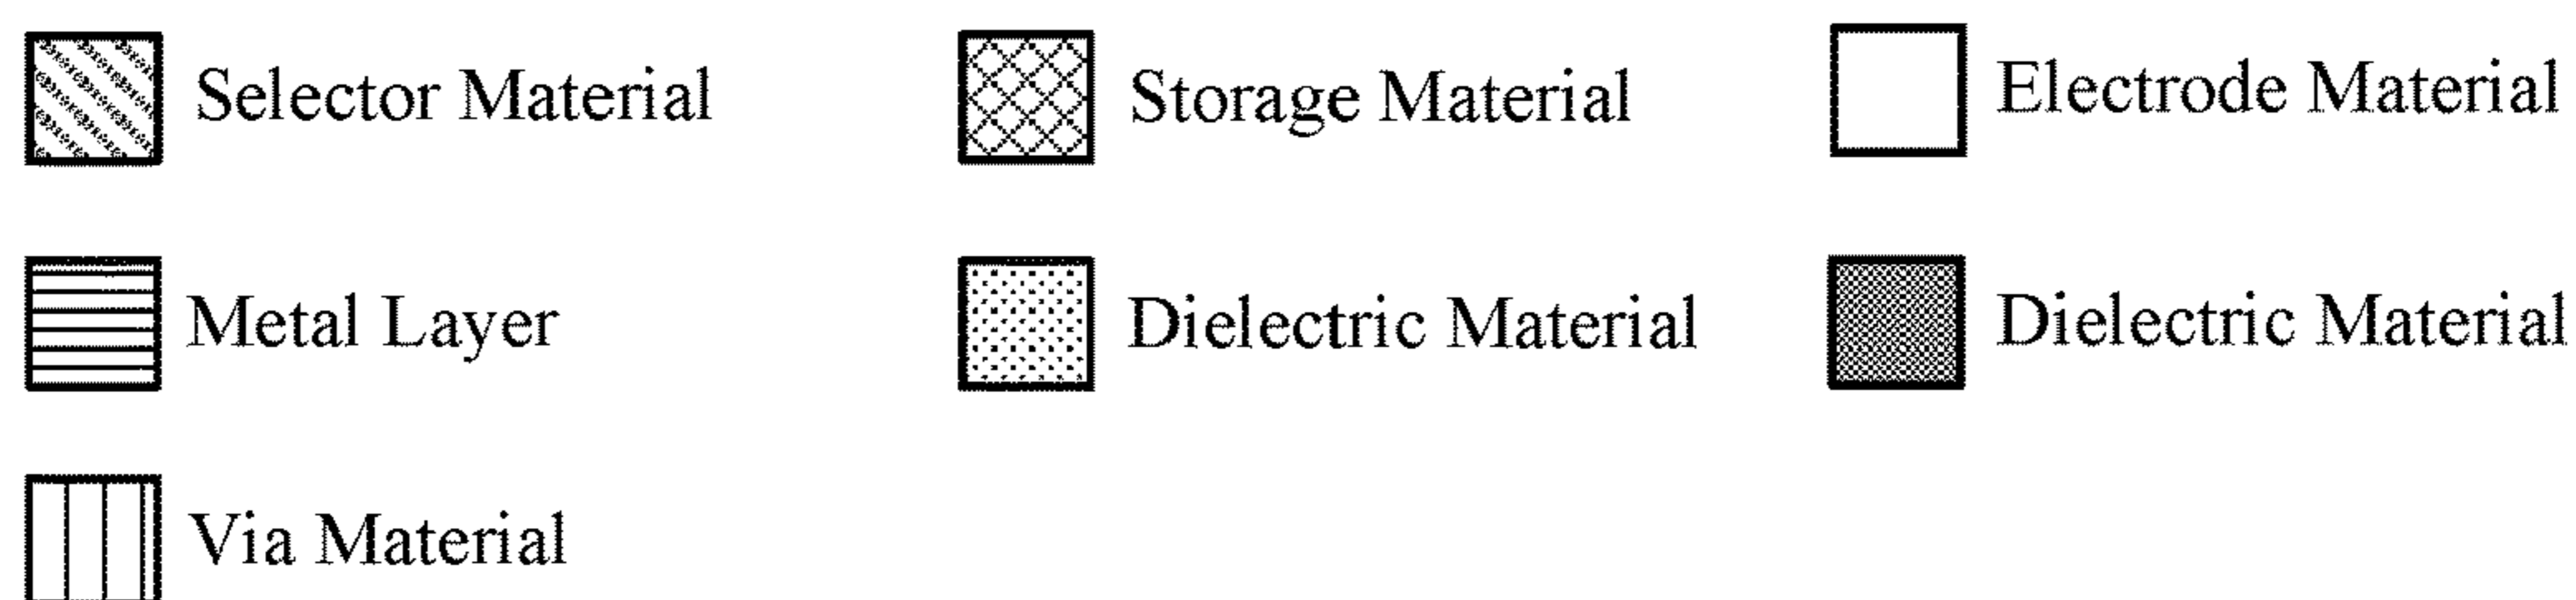 Selector Material
Storage Material
Electrode Material
Metal Layer
Dielectric Material
Dielectric Material
Via Material